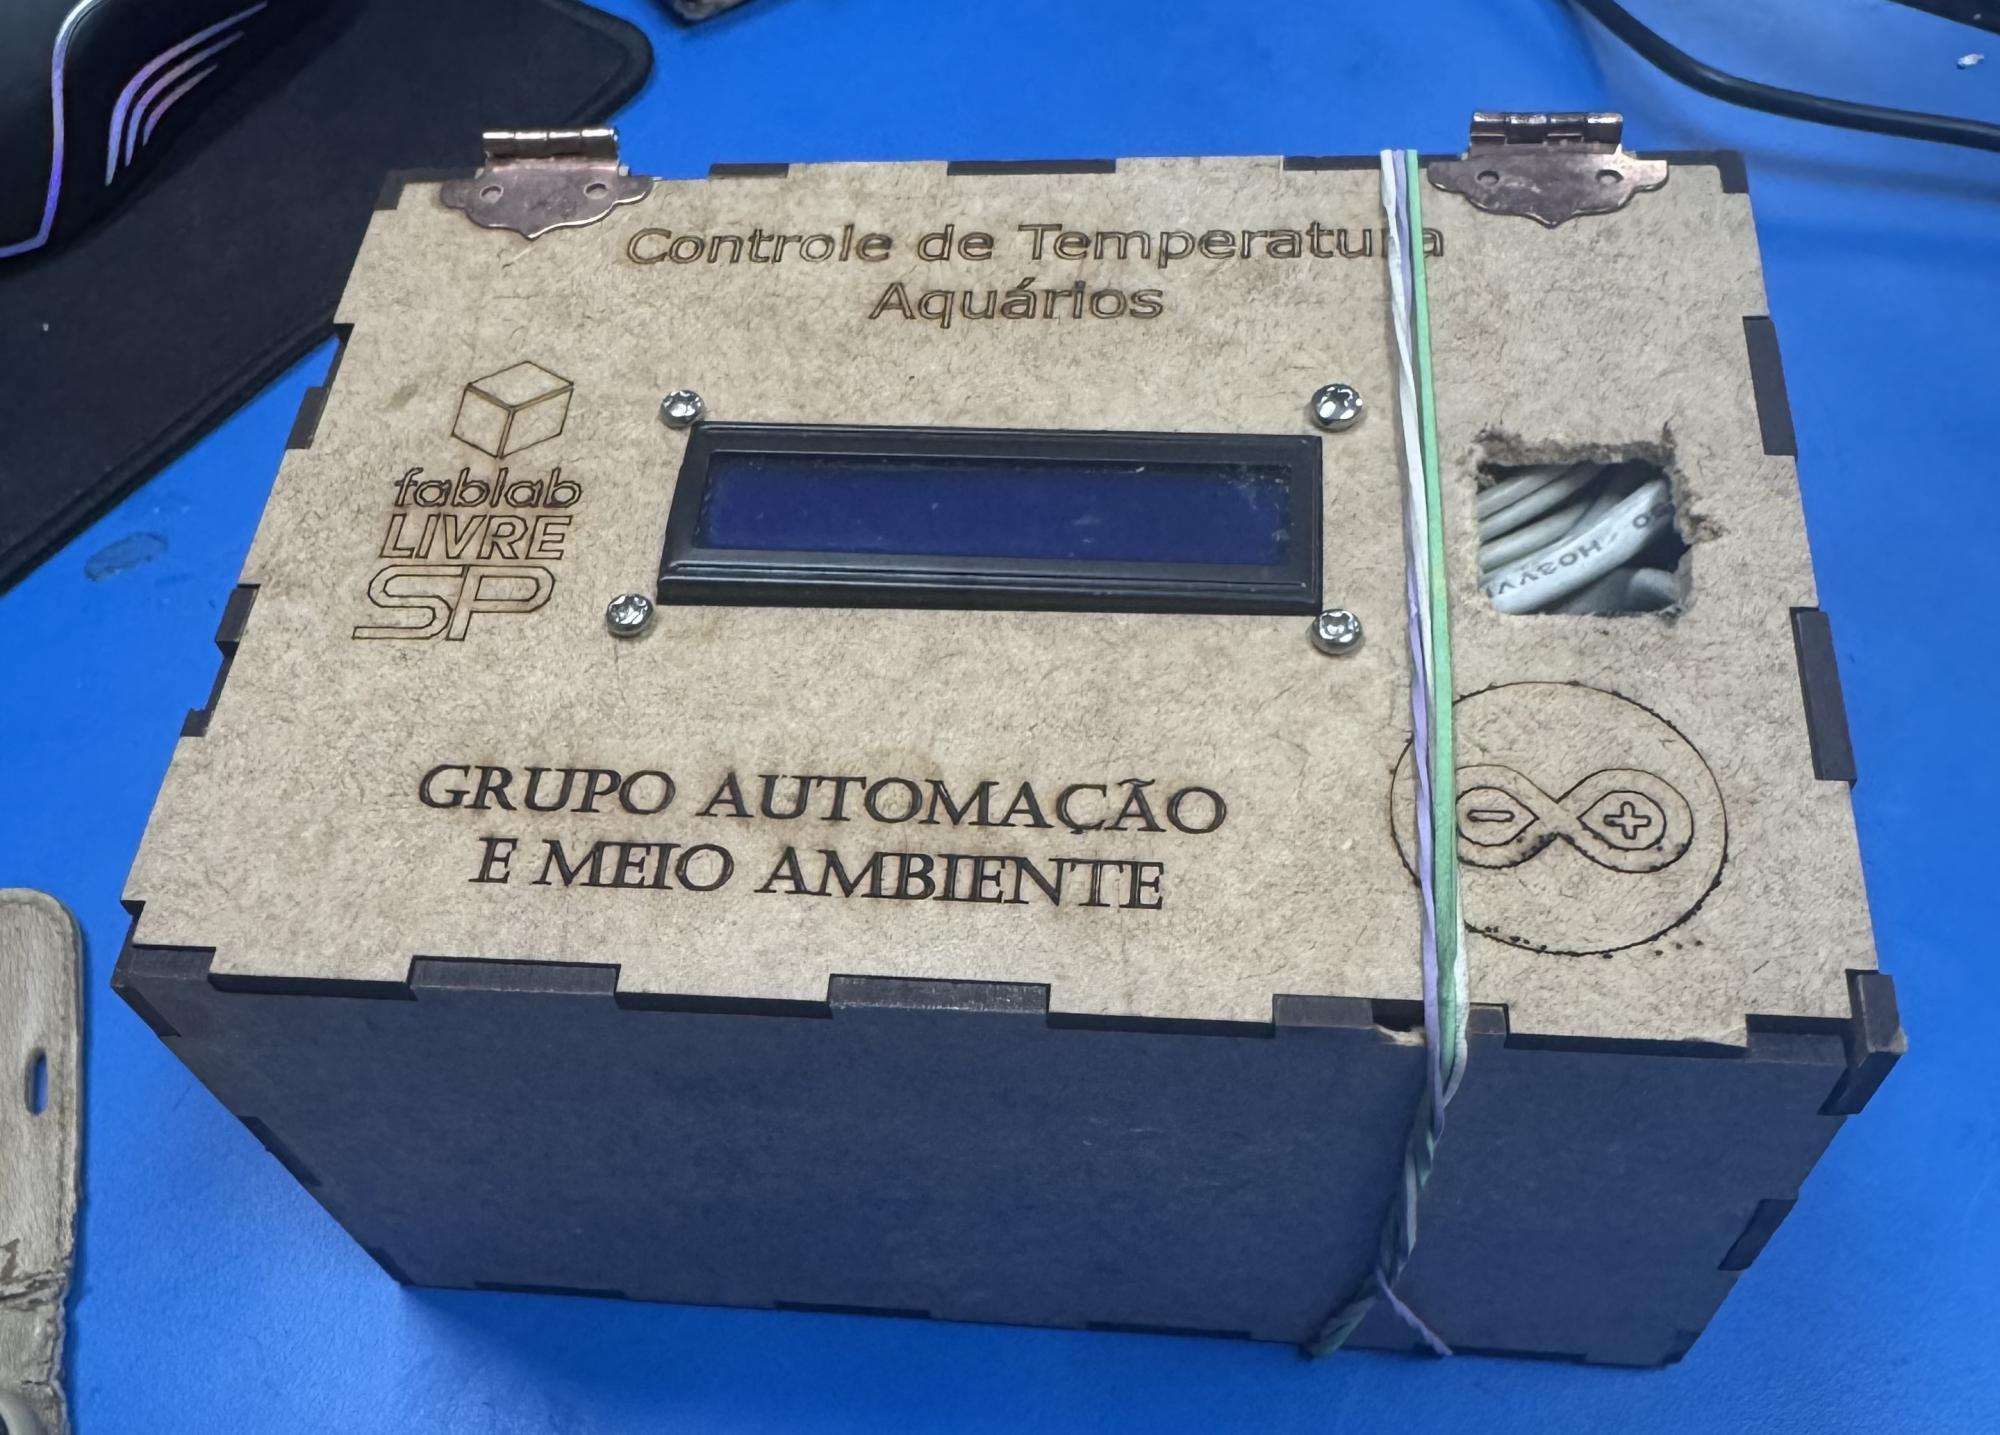 Controle de Temperatura
Aquários
fablab
LIVRE
SP
GRUPO AUTOMAÇÃO
E MEIO AMBIENTE